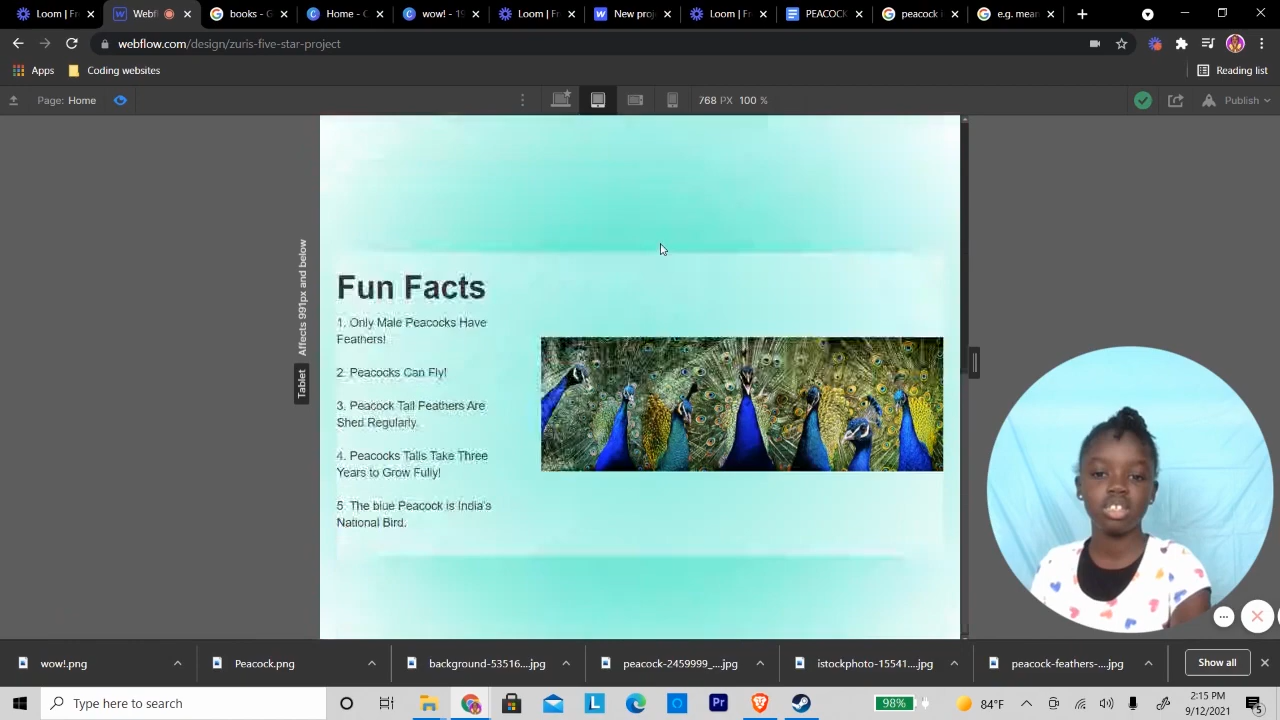 Loom | Fr
Webfl
books - G
Home - C
wow! - 19
Loom | Fr
New proj
Loom | Fr
PEACOCK
peacock i
e.g. mean
webflow.com/design/zuris-five-star-project
Apps
Coding websites
Reading list
Page: Home
768 PX 100 %
Publish
Affects 991px and below
Tablet
Fun Facts
1. Only Male Peacocks Have
Feathers!
2. Peacocks Can Fly!
3. Peacock Tail Feathers Are
Shed Regularly.
4. Peacocks Tails Take Three
Years to Grow Fully!
5. The blue Peacock is India's
National Bird.
wow!.png
Peacock.png
background-53516....jpg
peacock-2459999_....jpg
istockphoto-15541....jpg
peacock-feathers-....jpg
Show all
Type here to search
L
Pr
98%
84°F
2:15 PM
9/12/2021
5